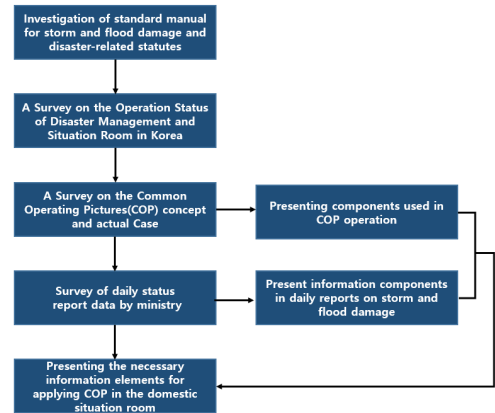 Investigation of standard manual
for storm and flood damage and
disaster-related statutes
A Survey on the Operation Status
of Disaster Management and
Situation Room in Korea
A Survey on the Common
Operating Pictures(COP) concept
and actual Case
Presenting components used in
COP operation
Survey of daily status
report data by ministry
Present information components
in daily reports on storm and
flood damage
Presenting the necessary
information elements for
applying COP in the domestic
situation room